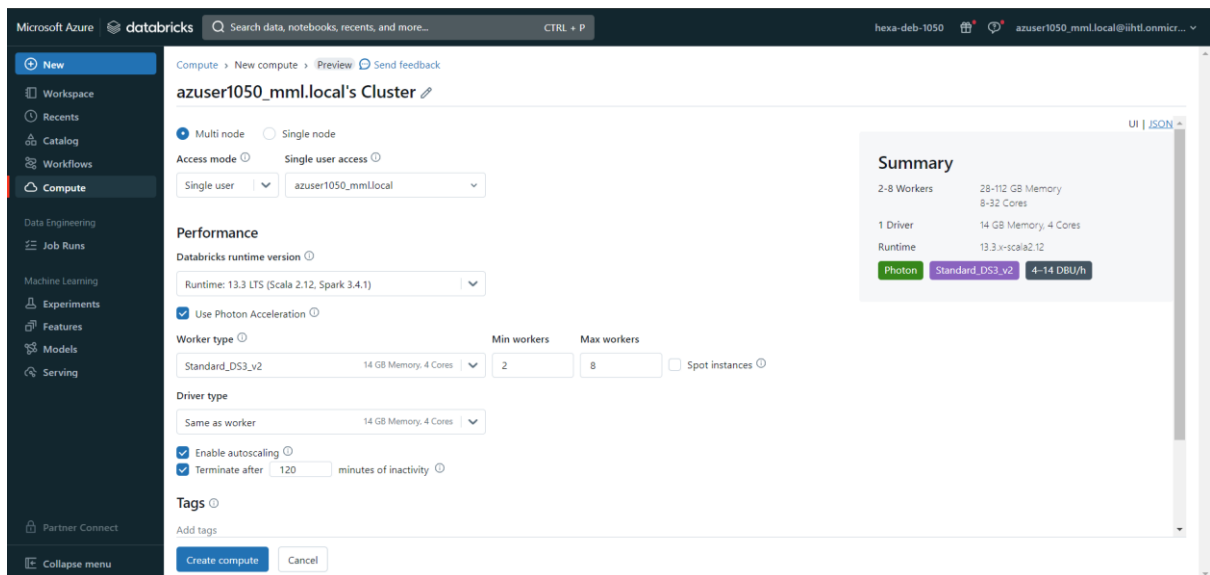 Microsoft Azure databricks Search data, notebooks, recents, and more... CTRL + P hexa-deb-1050 azuser1050_mml.local@iihtl.onmicr...
New
Workspace
Recents
Catalog
Workflows
Compute
Data Engineering
Job Runs
Machine Learning
Experiments
Features
Models
Serving
Partner Connect
Collapse menu
Compute > New compute > Preview Send feedback
azuser1050_mml.local's Cluster
UI | JSON
Multi node Single node
Access mode Single user access
Single user azuser1050_mml.local
Performance
Databricks runtime version
Runtime: 13.3 LTS (Scala 2.12, Spark 3.4.1)
Use Photon Acceleration
Worker type Min workers Max workers
Standard_DS3_v2 14 GB Memory, 4 Cores 2 8 Spot instances
Driver type
Same as worker 14 GB Memory, 4 Cores
Enable autoscaling
Terminate after 120 minutes of inactivity
Tags
Add tags
Create compute Cancel
Summary
2-8 Workers 28-112 GB Memory
8-32 Cores
1 Driver 14 GB Memory, 4 Cores
Runtime 13.3.x-scala2.12
Photon Standard_DS3_v2 4–14 DBU/h